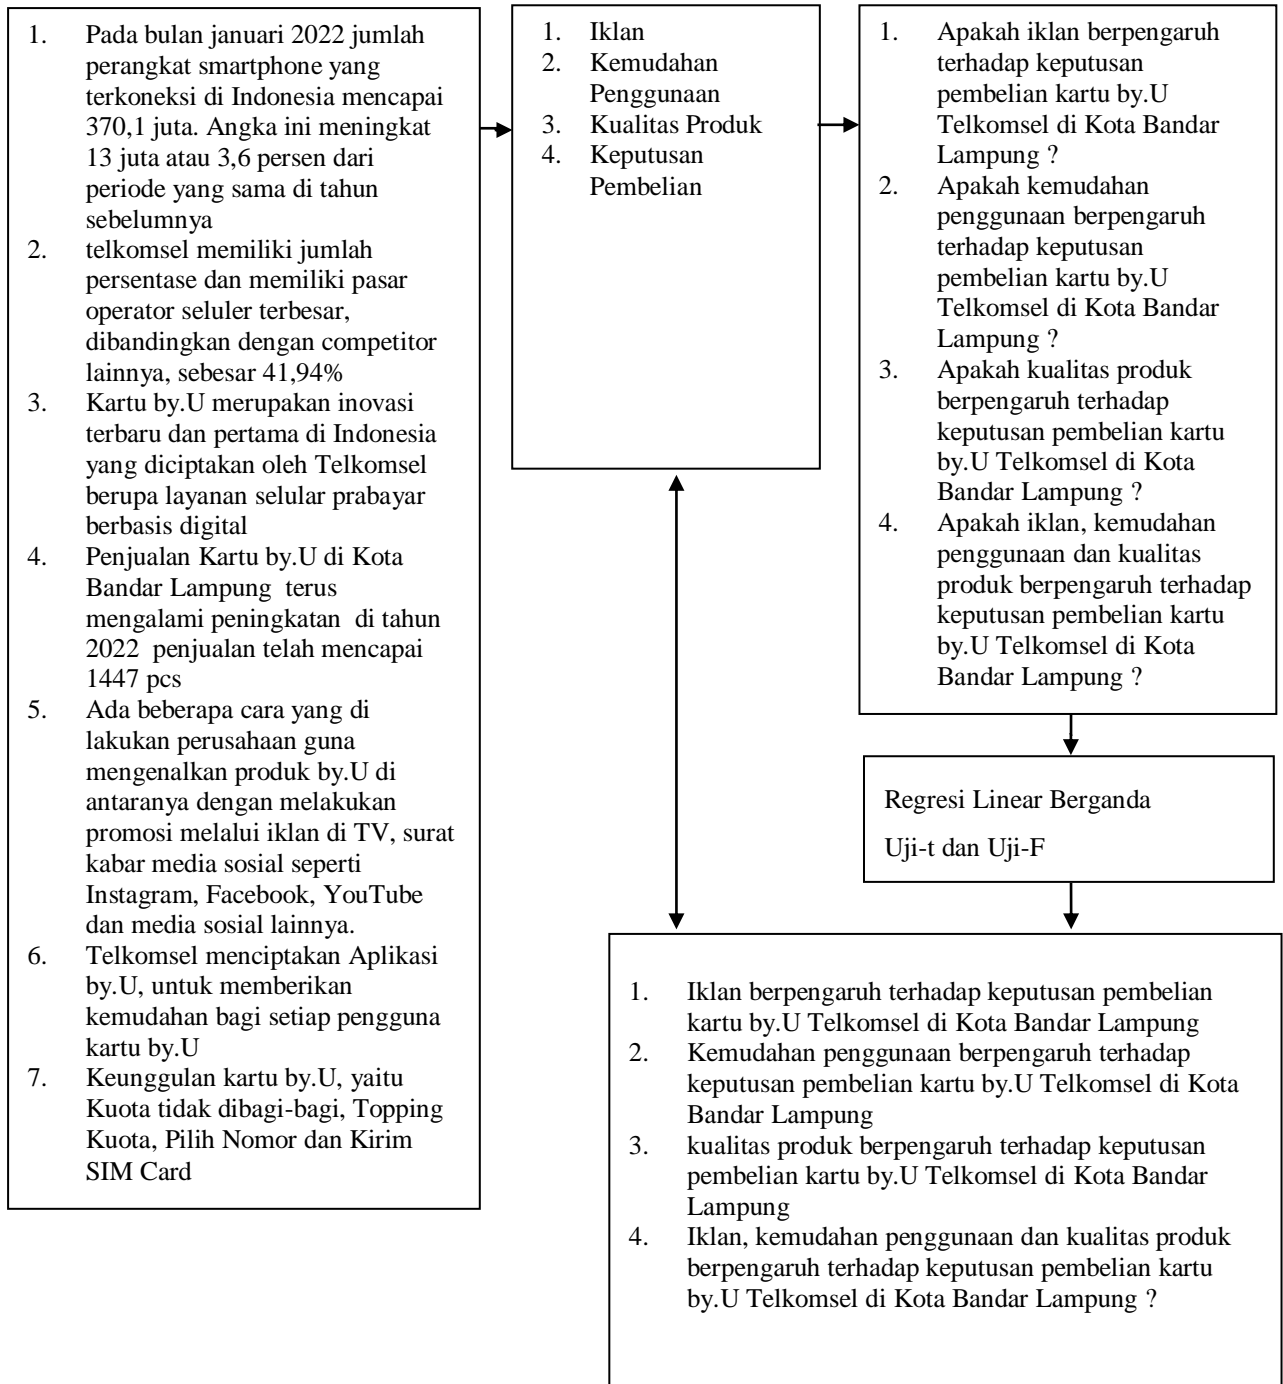 1. Pada bulan januari 2022 jumlah
perangkat smartphone yang
terkoneksi di Indonesia mencapai
370,1 juta. Angka ini meningkat
13 juta atau 3,6 persen dari
periode yang sama di tahun
sebelumnya
2. telkomsel memiliki jumlah
persentase dan memiliki pasar
operator seluler terbesar,
dibandingkan dengan competitor
lainnya, sebesar 41,94%
3. Kartu by.U merupakan inovasi
terbaru dan pertama di Indonesia
yang diciptakan oleh Telkomsel
berupa layanan selular prabayar
berbasis digital
4. Penjualan Kartu by.U di Kota
Bandar Lampung terus
mengalami peningkatan di tahun
2022 penjualan telah mencapai
1447 pcs
5. Ada beberapa cara yang di
lakukan perusahaan guna
mengenalkan produk by.U di
antaranya dengan melakukan
promosi melalui iklan di TV, surat
kabar media sosial seperti
Instagram, Facebook, YouTube
dan media sosial lainnya.
6. Telkomsel menciptakan Aplikasi
by.U, untuk memberikan
kemudahan bagi setiap pengguna
kartu by.U
7. Keunggulan kartu by.U, yaitu
Kuota tidak dibagi-bagi, Topping
Kuota, Pilih Nomor dan Kirim
SIM Card
1. Iklan
2. Kemudahan
Penggunaan
3. Kualitas Produk
4. Keputusan
Pembelian
1. Apakah iklan berpengaruh
terhadap keputusan
pembelian kartu by.U
Telkomsel di Kota Bandar
Lampung ?
2. Apakah kemudahan
penggunaan berpengaruh
terhadap keputusan
pembelian kartu by.U
Telkomsel di Kota Bandar
Lampung ?
3. Apakah kualitas produk
berpengaruh terhadap
keputusan pembelian kartu
by.U Telkomsel di Kota
Bandar Lampung ?
4. Apakah iklan, kemudahan
penggunaan dan kualitas
produk berpengaruh terhadap
keputusan pembelian kartu
by.U Telkomsel di Kota
Bandar Lampung ?
Regresi Linear Berganda
Uji-t dan Uji-F
1. Iklan berpengaruh terhadap keputusan pembelian
kartu by.U Telkomsel di Kota Bandar Lampung
2. Kemudahan penggunaan berpengaruh terhadap
keputusan pembelian kartu by.U Telkomsel di Kota
Bandar Lampung
3. kualitas produk berpengaruh terhadap keputusan
pembelian kartu by.U Telkomsel di Kota Bandar
Lampung
4. Iklan, kemudahan penggunaan dan kualitas produk
berpengaruh terhadap keputusan pembelian kartu
by.U Telkomsel di Kota Bandar Lampung ?